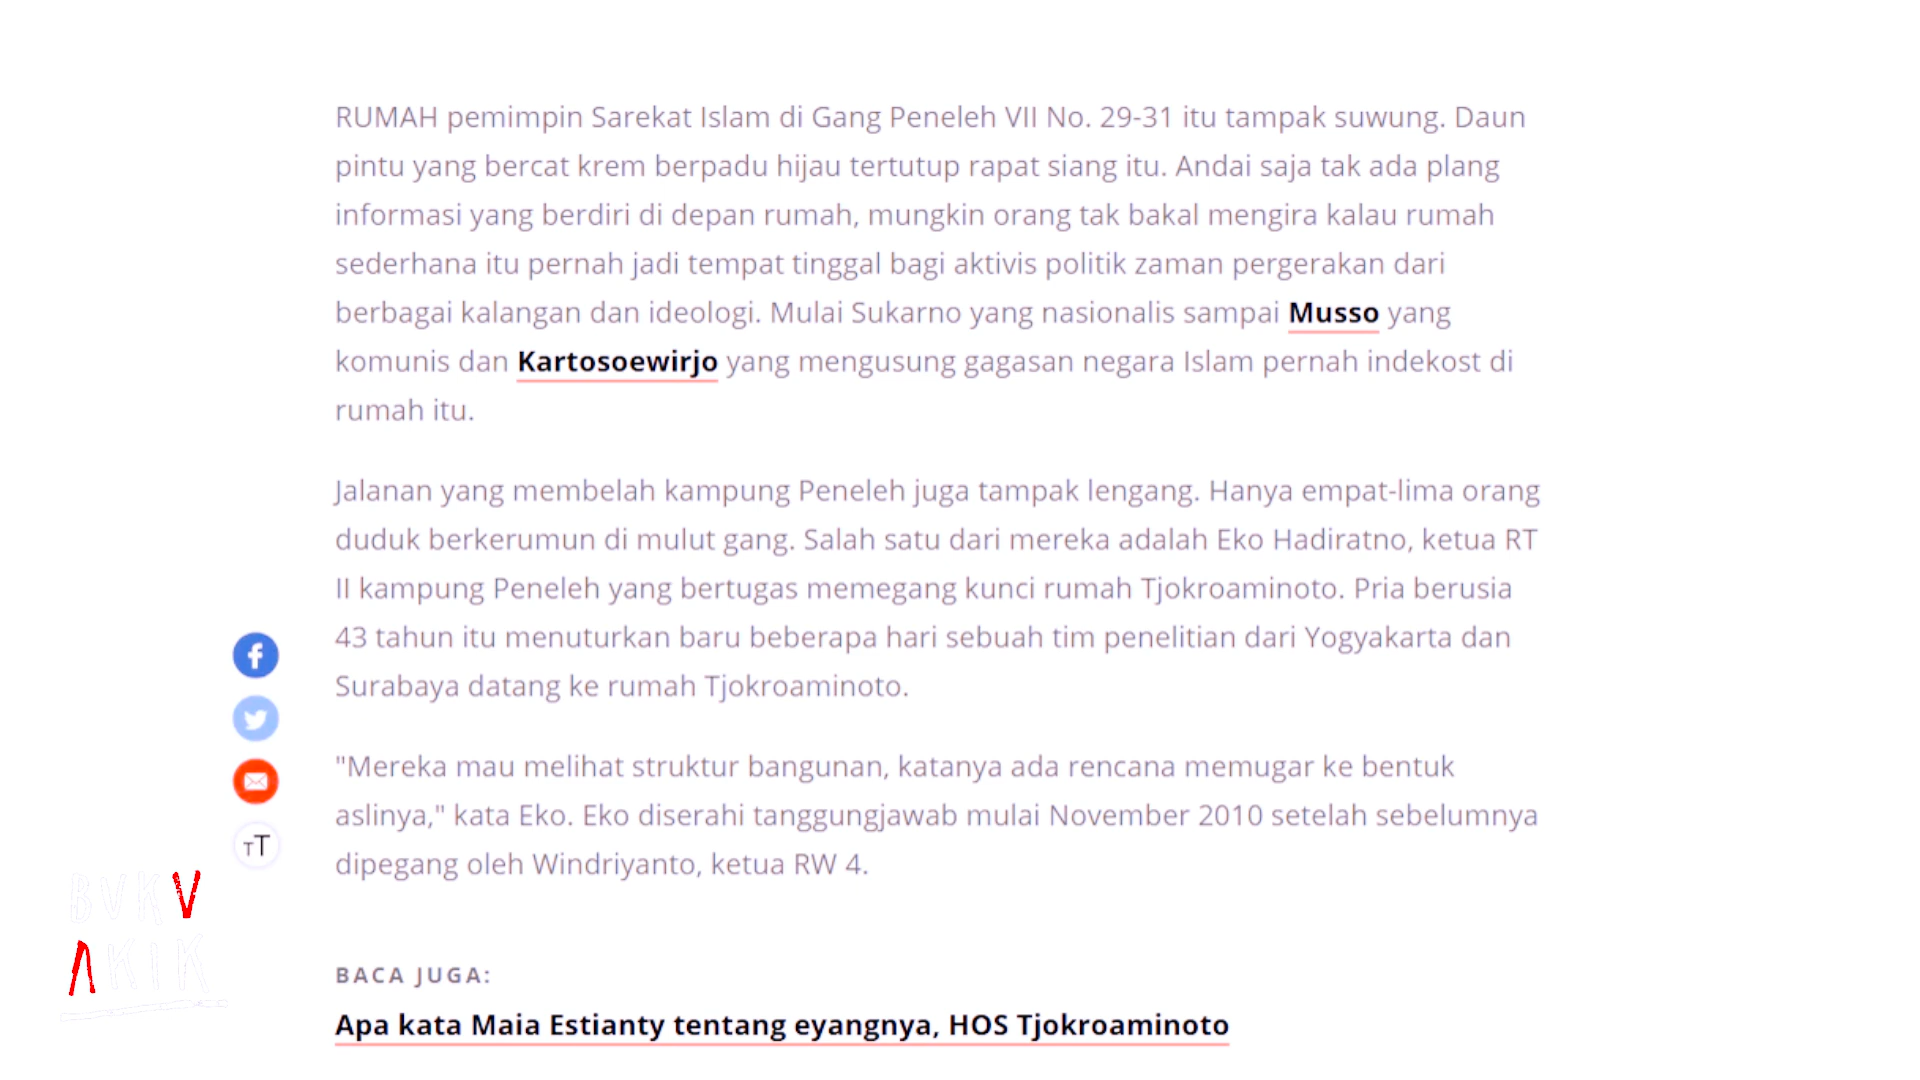 RUMAH pemimpin Sarekat Islam di Gang Peneleh VII No. 29-31 itu tampak suwung. Daun
pintu yang bercat krem berpadu hijau tertutup rapat siang itu. Andai saja tak ada plang
informasi yang berdiri di depan rumah, mungkin orang tak bakal mengira kalau rumah
sederhana itu pernah jadi tempat tinggal bagi aktivis politik zaman pergerakan dari
berbagai kalangan dan ideologi. Mulai Sukarno yang nasionalis sampai Musso yang
komunis dan Kartosoewirjo yang mengusung gagasan negara Islam pernah indekost di
rumah itu.
Jalanan yang membelah kampung Peneleh juga tampak lengang. Hanya empat-lima orang
duduk berkerumun di mulut gang. Salah satu dari mereka adalah Eko Hadiratno, ketua RT
II kampung Peneleh yang bertugas memegang kunci rumah Tjokroaminoto. Pria berusia
43 tahun itu menuturkan baru beberapa hari sebuah tim penelitian dari Yogyakarta dan
Surabaya datang ke rumah Tjokroaminoto.
"Mereka mau melihat struktur bangunan, katanya ada rencana memugar ke bentuk
aslinya," kata Eko. Eko diserahi tanggungjawab mulai November 2010 setelah sebelumnya
dipegang oleh Windriyanto, ketua RW 4.
TT
BVKV
ΛKIK
BACA JUGA:
Apa kata Maia Estianty tentang eyangnya, HOS Tjokroaminoto